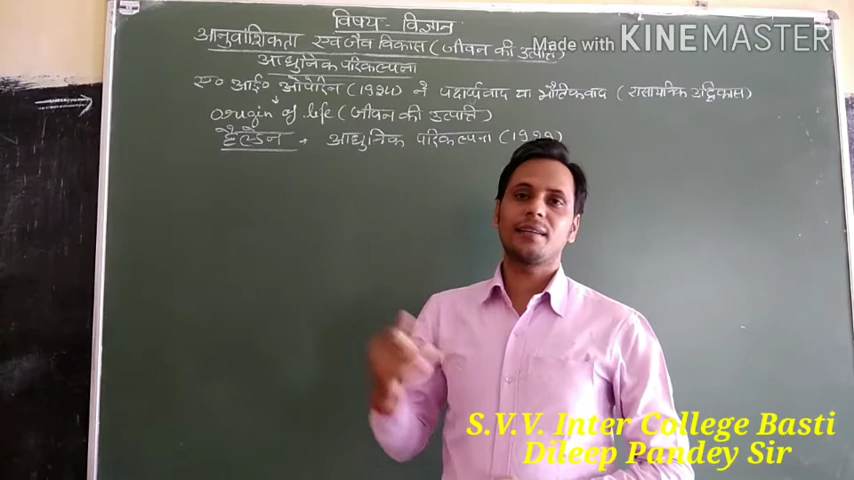 विषय - विज्ञान
आनुवांशिकता एवं जैव विकास (जीवन की उत्पत्ति)
Made with KINEMASTER
आधुनिक परिकल्पना
ए० आई० ओपेरिन (1924) ने पदार्थवाद या भौतिकवाद (रासायनिक उद्विकास)
origin of life (जीवन की उत्पत्ति)
हैल्डेन → आधुनिक परिकल्पना
S.V.V. Inter College Basti
Dileep Pandey Sir